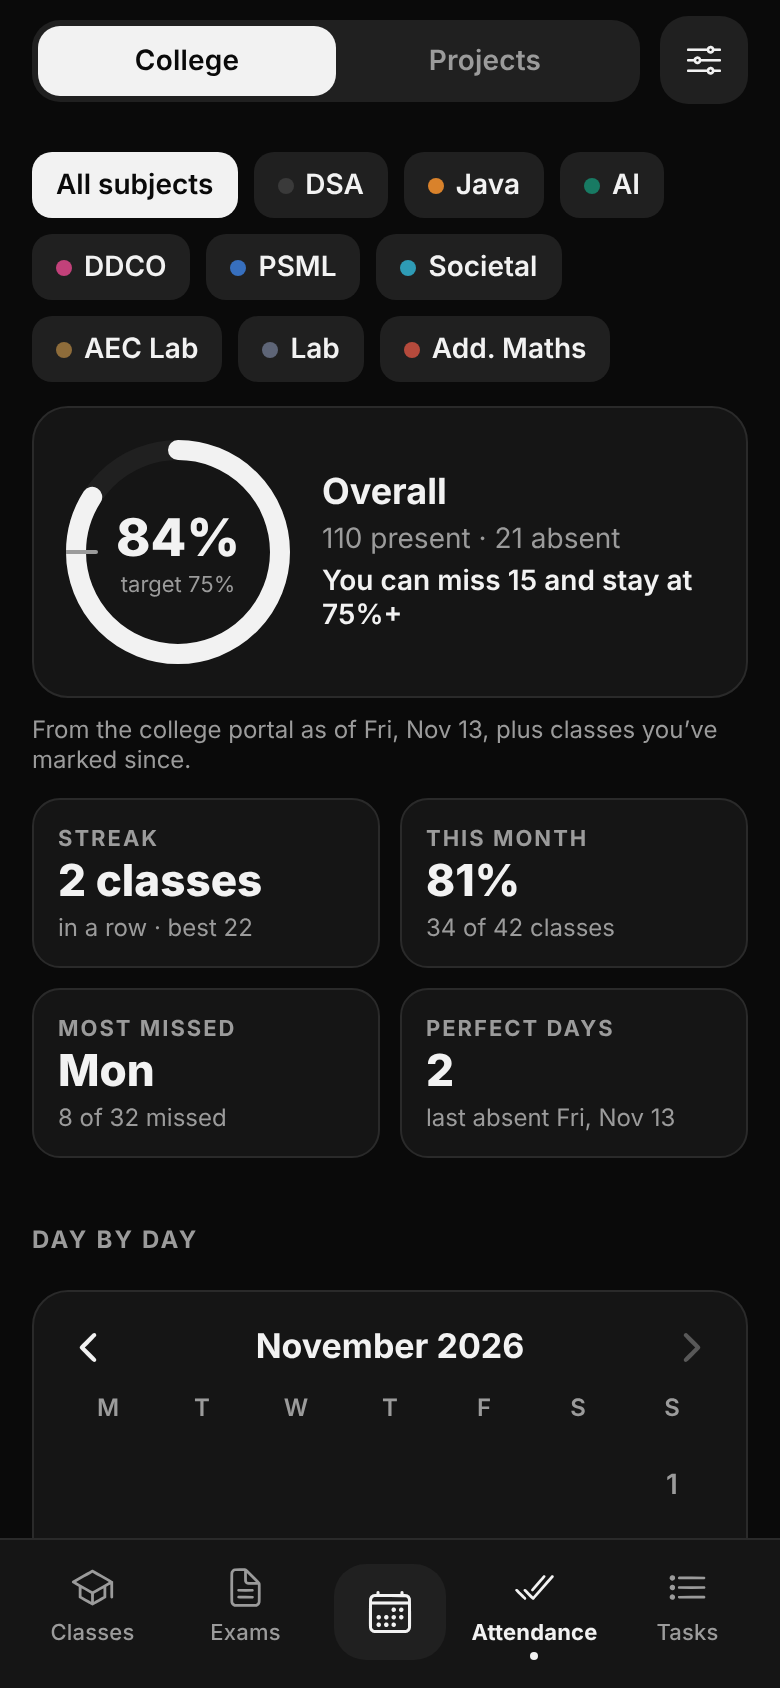 College Projects
All subjects DSA Java AI
DDCO PSML Societal
AEC Lab Lab Add. Maths
84%
target 75%
Overall
110 present · 21 absent
You can miss 15 and stay at
75%+
From the college portal as of Fri, Nov 13, plus classes you’ve
marked since.
STREAK
2 classes
in a row · best 22
THIS MONTH
81%
34 of 42 classes
MOST MISSED
Mon
8 of 32 missed
PERFECT DAYS
2
last absent Fri, Nov 13
DAY BY DAY
November 2026
M T W T F S S
1
Classes Exams Attendance Tasks